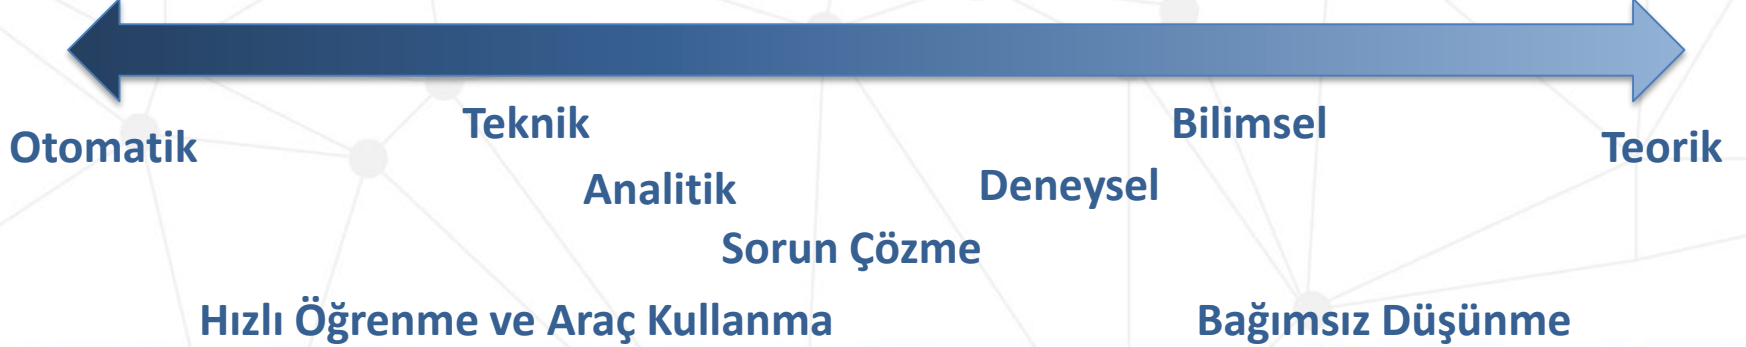 Otomatik
Teknik
Analitik
Sorun Çözme
Deneysel
Bilimsel
Teorik
Hızlı Öğrenme ve Araç Kullanma
Bağımsız Düşünme